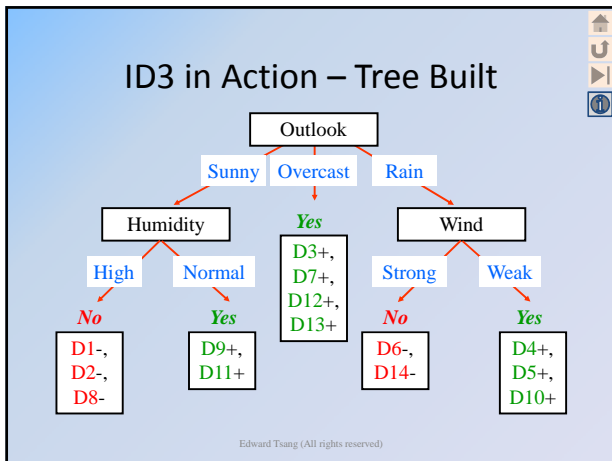 ID3 in Action – Tree Built
Outlook
Sunny Overcast Rain
Humidity
Yes
Wind
D3+,
D7+,
D12+,
D13+
High Normal
Strong Weak
No
Yes
No
Yes
D1-,
D2-,
D8-
D9+,
D11+
D6-,
D14-
D4+,
D5+,
D10+
Edward Tsang (All rights reserved)